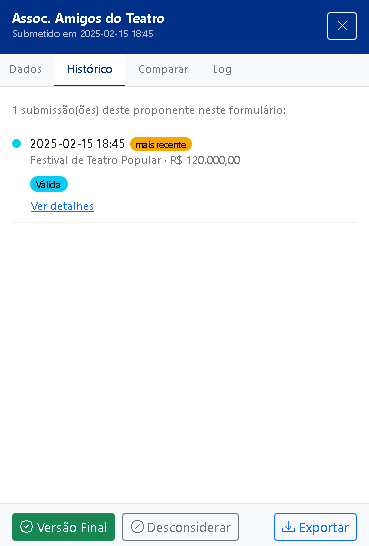 Assoc. Amigos do Teatro
Submetido em 2025-02-15 18:45
Dados Histórico Comparar Log
1 submissão(ões) deste proponente neste formulário:
2025-02-15 18:45 mais recente
Festival de Teatro Popular · R$ 120.000,00
Válida
Ver detalhes
Versão Final Desconsiderar Exportar